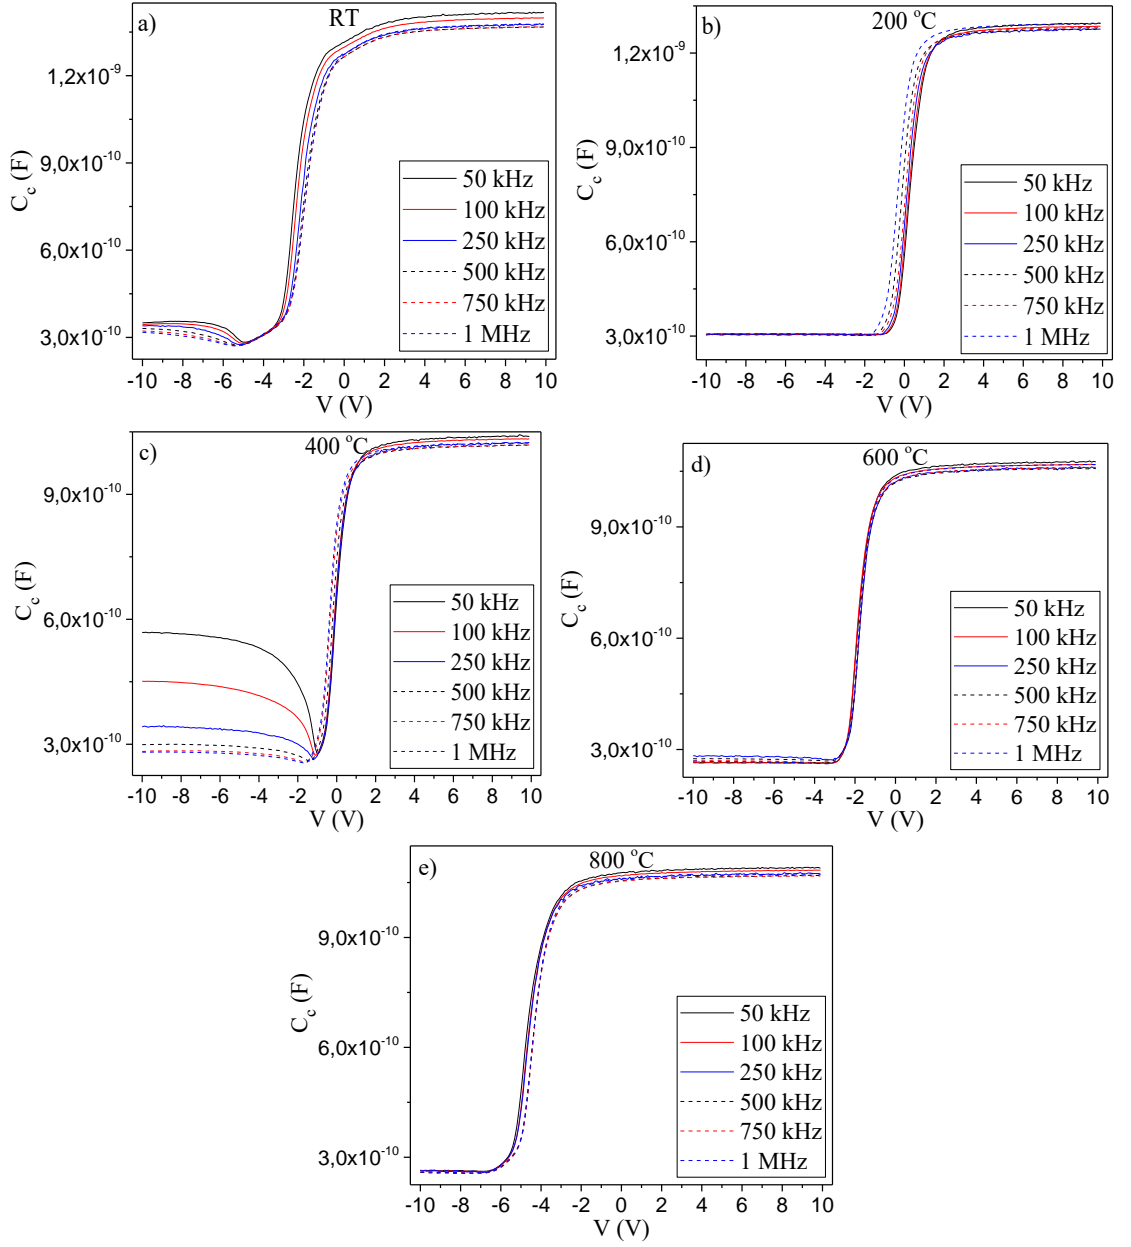 a)
RT
1,2x10⁻⁹
9,0x10⁻¹⁰
6,0x10⁻¹⁰
3,0x10⁻¹⁰
C_c (F)
50 kHz
100 kHz
250 kHz
500 kHz
750 kHz
1 MHz
-10 -8 -6 -4 -2 0 2 4 6 8 10
V (V)
b)
200 °C
1,2x10⁻⁹
9,0x10⁻¹⁰
6,0x10⁻¹⁰
3,0x10⁻¹⁰
C_c (F)
50 kHz
100 kHz
250 kHz
500 kHz
750 kHz
1 MHz
-10 -8 -6 -4 -2 0 2 4 6 8 10
V (V)
c)
400 °C
9,0x10⁻¹⁰
6,0x10⁻¹⁰
3,0x10⁻¹⁰
C_c (F)
50 kHz
100 kHz
250 kHz
500 kHz
750 kHz
1 MHz
-10 -8 -6 -4 -2 0 2 4 6 8 10
V (V)
d)
600 °C
9,0x10⁻¹⁰
6,0x10⁻¹⁰
3,0x10⁻¹⁰
C_c (F)
50 kHz
100 kHz
250 kHz
500 kHz
750 kHz
1 MHz
-10 -8 -6 -4 -2 0 2 4 6 8 10
V (V)
e)
800 °C
9,0x10⁻¹⁰
6,0x10⁻¹⁰
3,0x10⁻¹⁰
C_c (F)
50 kHz
100 kHz
250 kHz
500 kHz
750 kHz
1 MHz
-10 -8 -6 -4 -2 0 2 4 6 8 10
V (V)